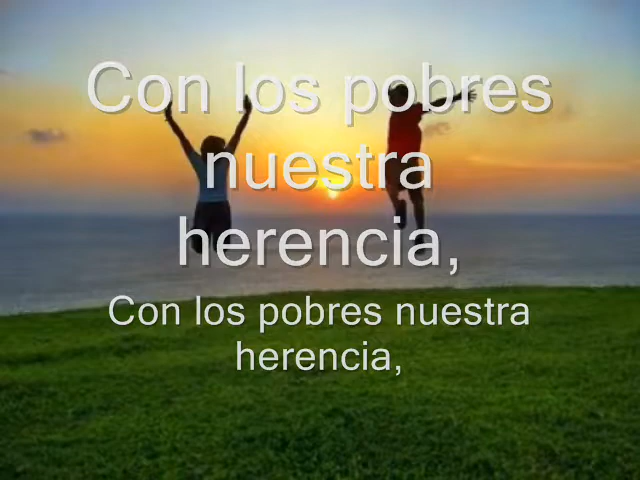 Con los pobres
nuestra
herencia,
Con los pobres nuestra
herencia,